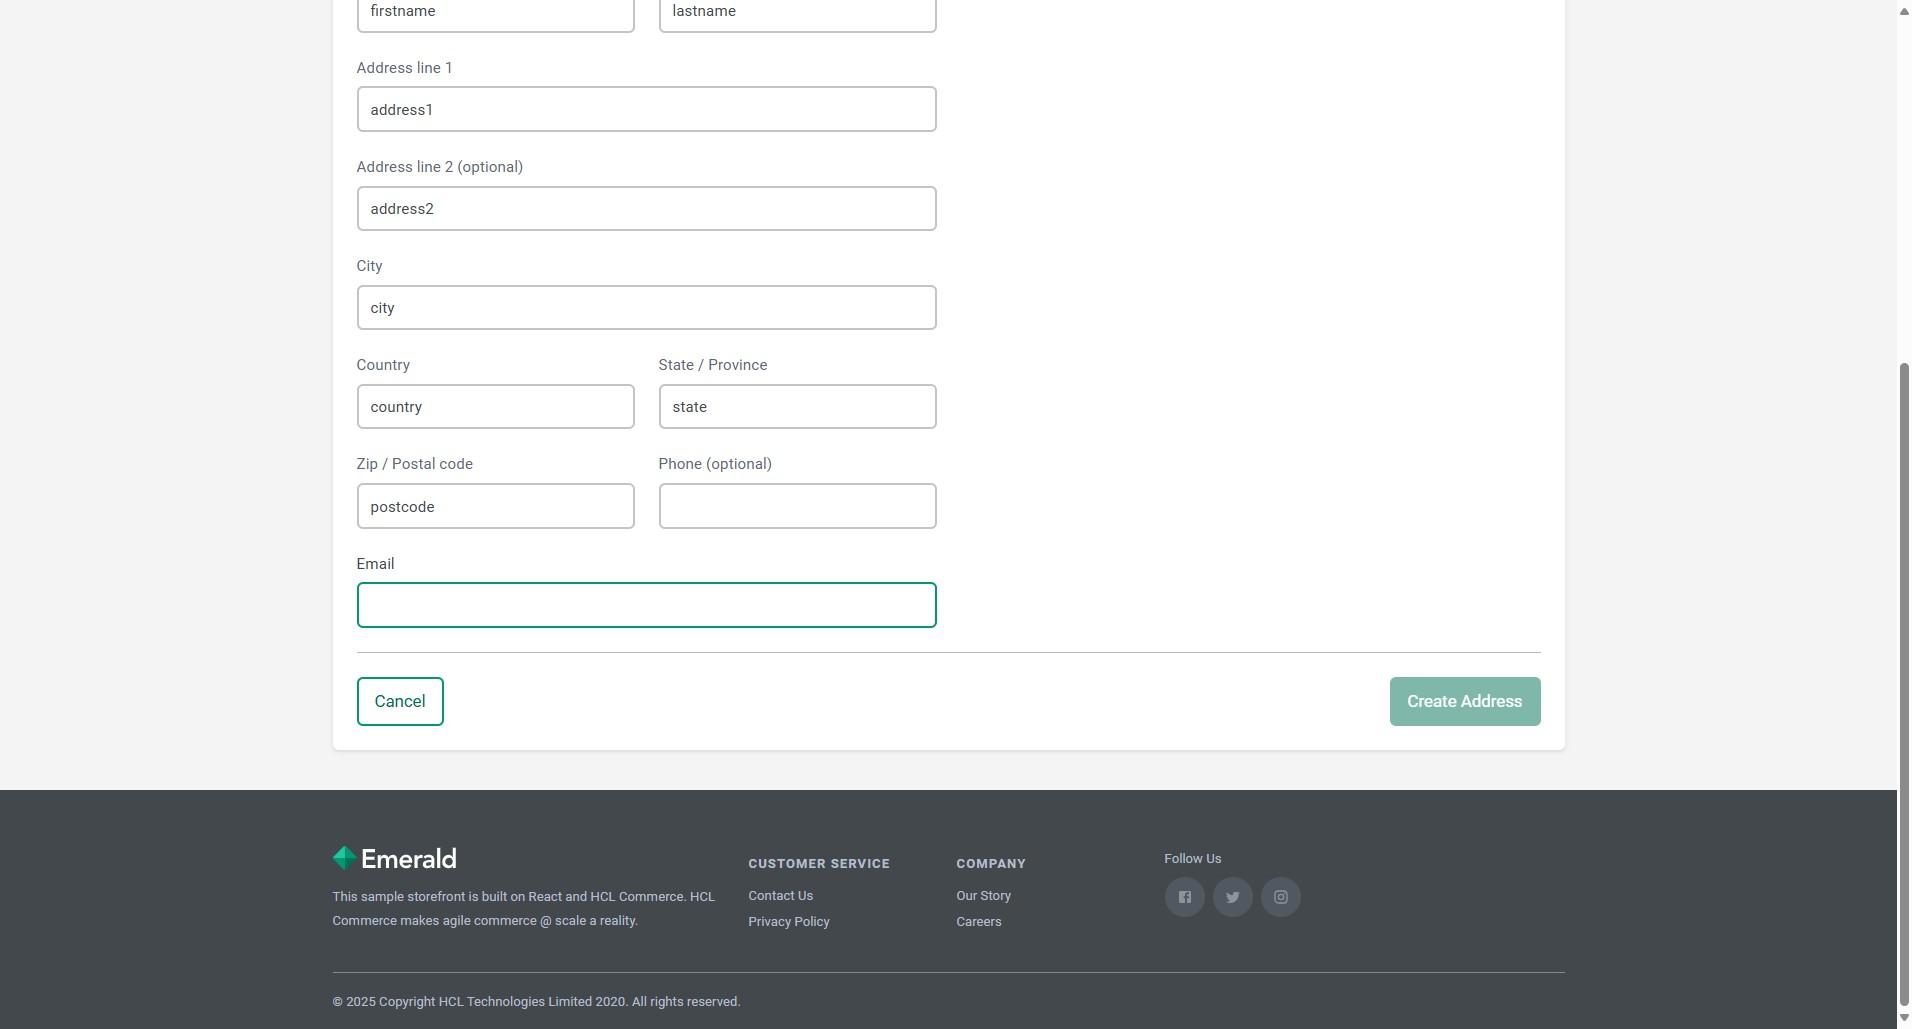 firstname
lastname
Address line 1
address1
Address line 2 (optional)
address2
City
city
Country
State / Province
country
state
Zip / Postal code
Phone (optional)
postcode
Email
Cancel
Create Address
Emerald
This sample storefront is built on React and HCL Commerce. HCL
Commerce makes agile commerce @ scale a reality.
CUSTOMER SERVICE
Contact Us
Privacy Policy
COMPANY
Our Story
Careers
Follow Us
© 2025 Copyright HCL Technologies Limited 2020. All rights reserved.